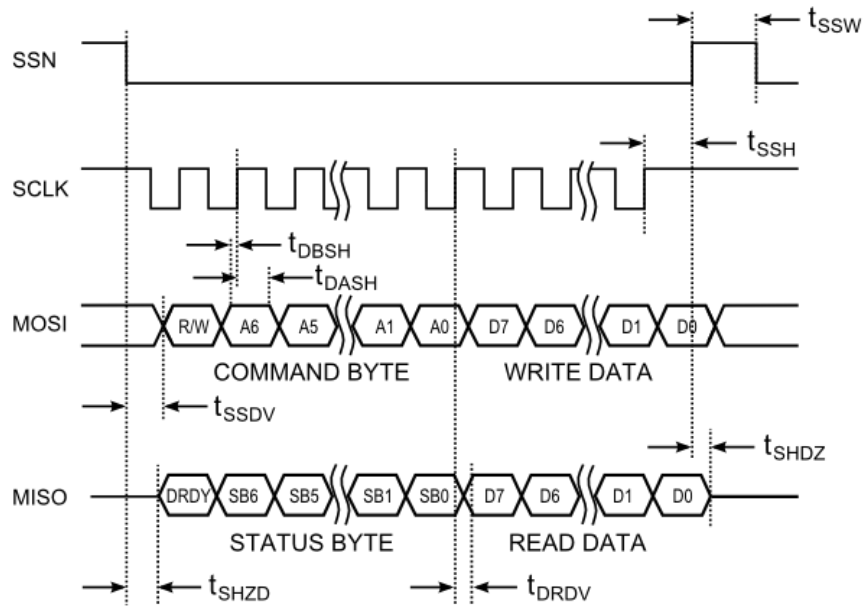 t_SSW
SSN
t_SSH
SCLK
t_DBSH
t_DASH
MOSI R/W A6 A5 A1 A0 D7 D6 D1 D0
COMMAND BYTE WRITE DATA
t_SSDV
t_SHDZ
MISO DRDY SB6 SB5 SB1 SB0 D7 D6 D1 D0
STATUS BYTE READ DATA
t_SHZD t_DRDV